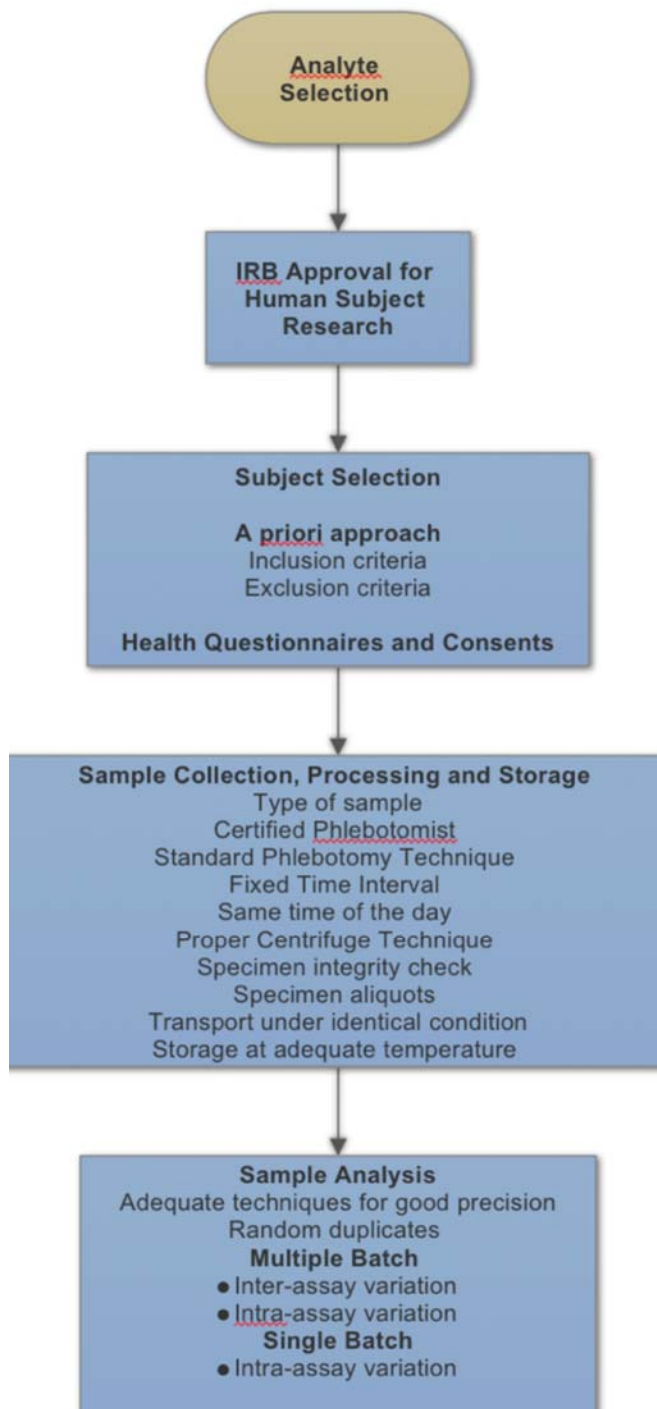 Analyte
Selection
IRB Approval for
Human Subject
Research
Subject Selection
A priori approach
Inclusion criteria
Exclusion criteria
Health Questionnaires and Consents
Sample Collection, Processing and Storage
Type of sample
Certified Phlebotomist
Standard Phlebotomy Technique
Fixed Time Interval
Same time of the day
Proper Centrifuge Technique
Specimen integrity check
Specimen aliquots
Transport under identical condition
Storage at adequate temperature
Sample Analysis
Adequate techniques for good precision
Random duplicates
Multiple Batch
● Inter-assay variation
● Intra-assay variation
Single Batch
● Intra-assay variation